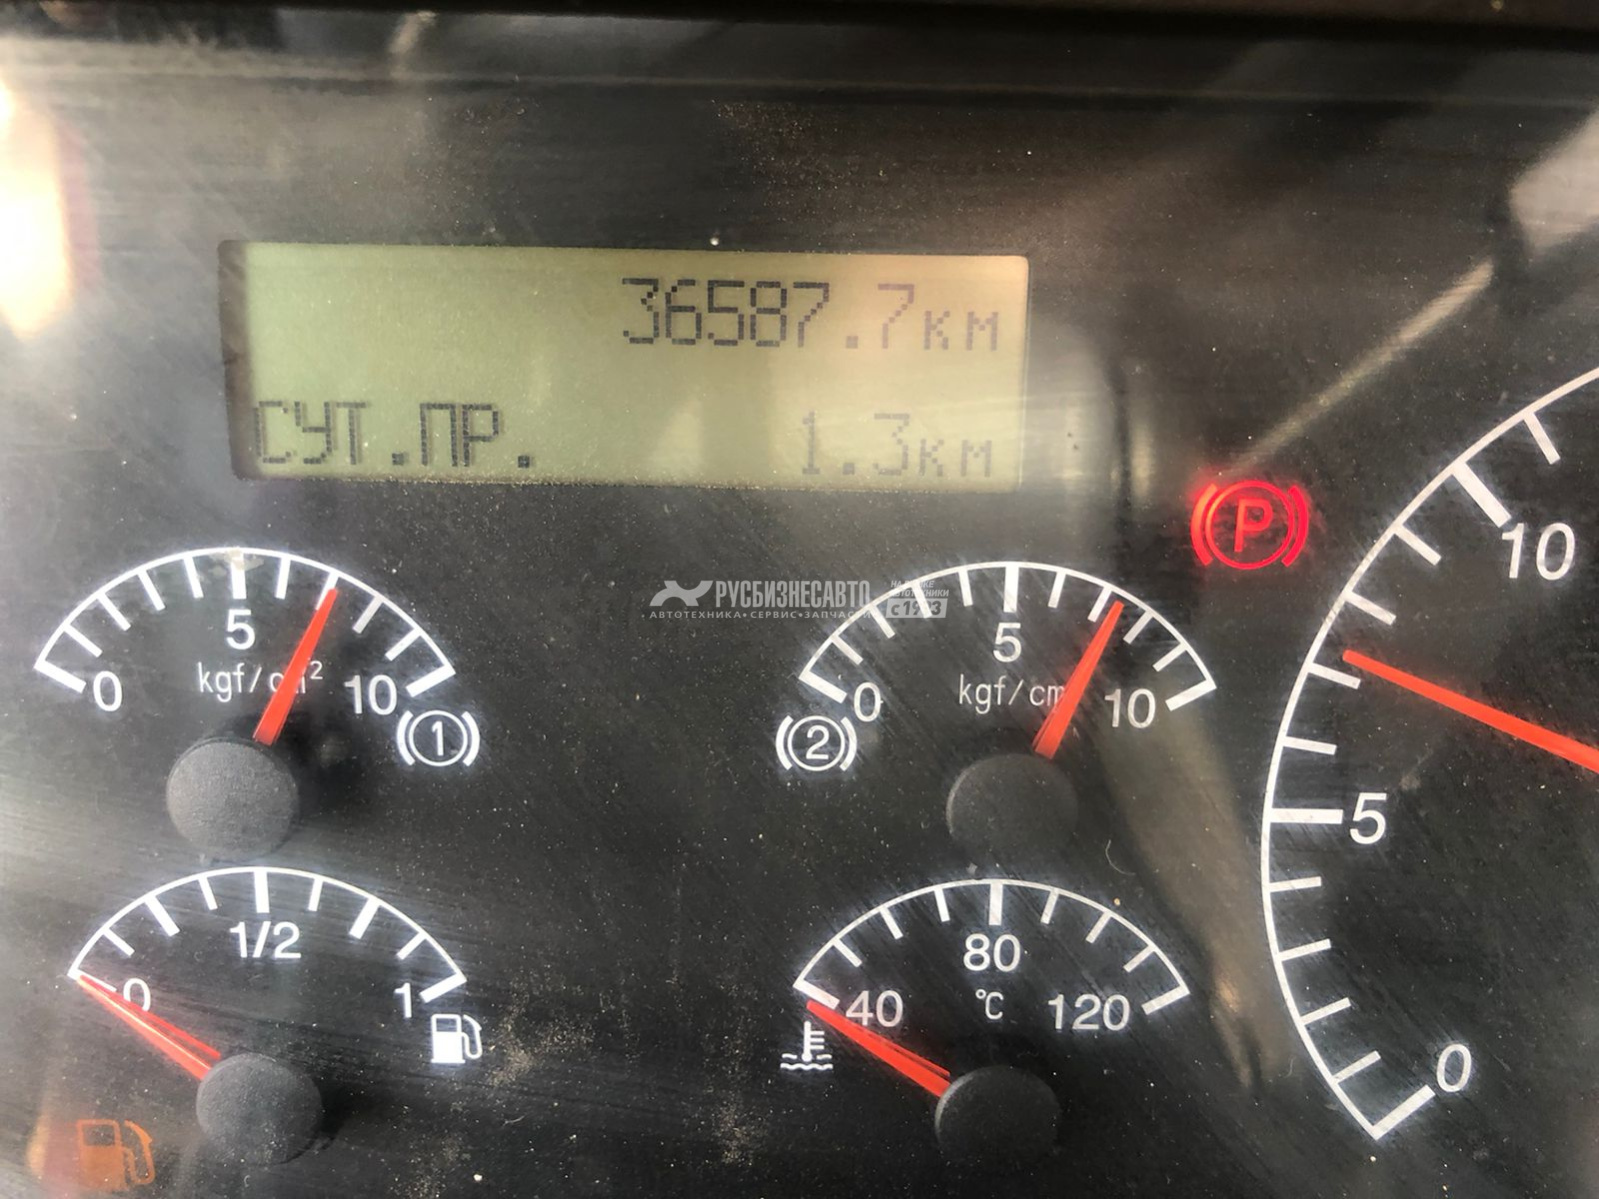 36587.7км
СУТ.ПР. 1.3км
P
0 5 10
kgf/cm²
1
РУСБИЗНЕСАВТО
АВТОТЕХНИКА•СЕРВИС•ЗАПЧАСТИ
с 1993
0 5 10
kgf/cm
2
10
5
0
0 1/2 1
40 80 120
°C